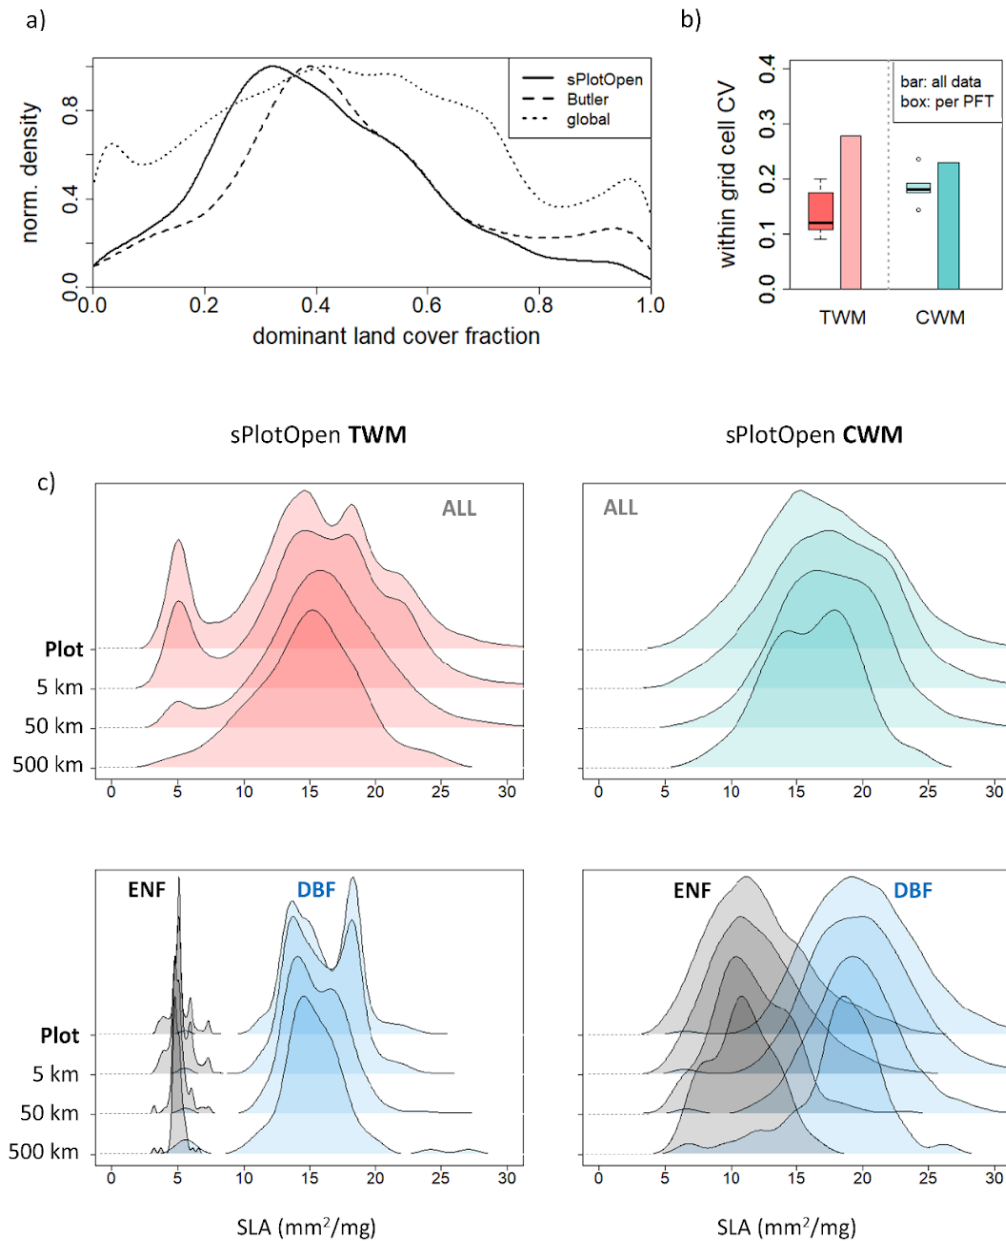 a)
norm. density
0.0
0.4
0.8
0.0
0.2
0.4
0.6
0.8
1.0
dominant land cover fraction
sPlotOpen
Butler
global
b)
within grid cell CV
0.0
0.1
0.2
0.3
0.4
bar: all data
box: per PFT
TWM
CWM
sPlotOpen TWM
sPlotOpen CWM
c)
ALL
Plot
5 km
50 km
500 km
0 5 10 15 20 25 30
ALL
0 5 10 15 20 25 30
ENF
DBF
Plot
5 km
50 km
500 km
0 5 10 15 20 25 30
SLA (mm²/mg)
ENF
DBF
0 5 10 15 20 25 30
SLA (mm²/mg)